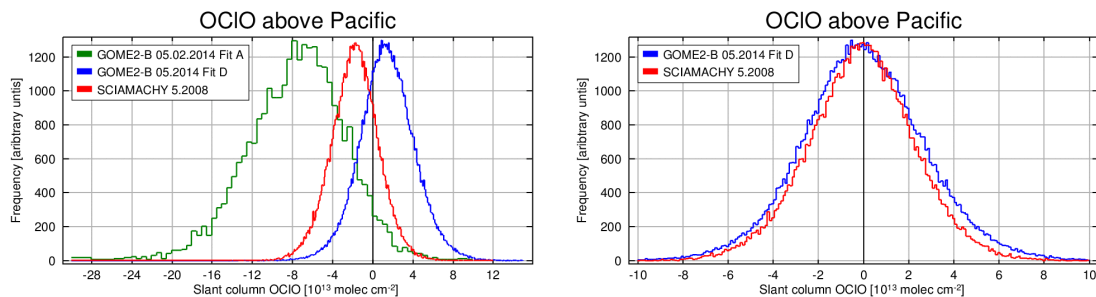 OClO above Pacific
Frequency [aribtrary untis]
1200
1000
800
600
400
200
0
GOME2-B 05.02.2014 Fit A
GOME2-B 05.2014 Fit D
SCIAMACHY 5.2008
-28 -24 -20 -16 -12 -8 -4 0 4 8 12
Slant column OClO [10¹³ molec cm⁻²]
OClO above Pacific
Frequency [aribtrary untis]
1200
1000
800
600
400
200
0
GOME2-B 05.2014 Fit D
SCIAMACHY 5.2008
-10 -8 -6 -4 -2 0 2 4 6 8 10
Slant column OClO [10¹³ molec cm⁻²]